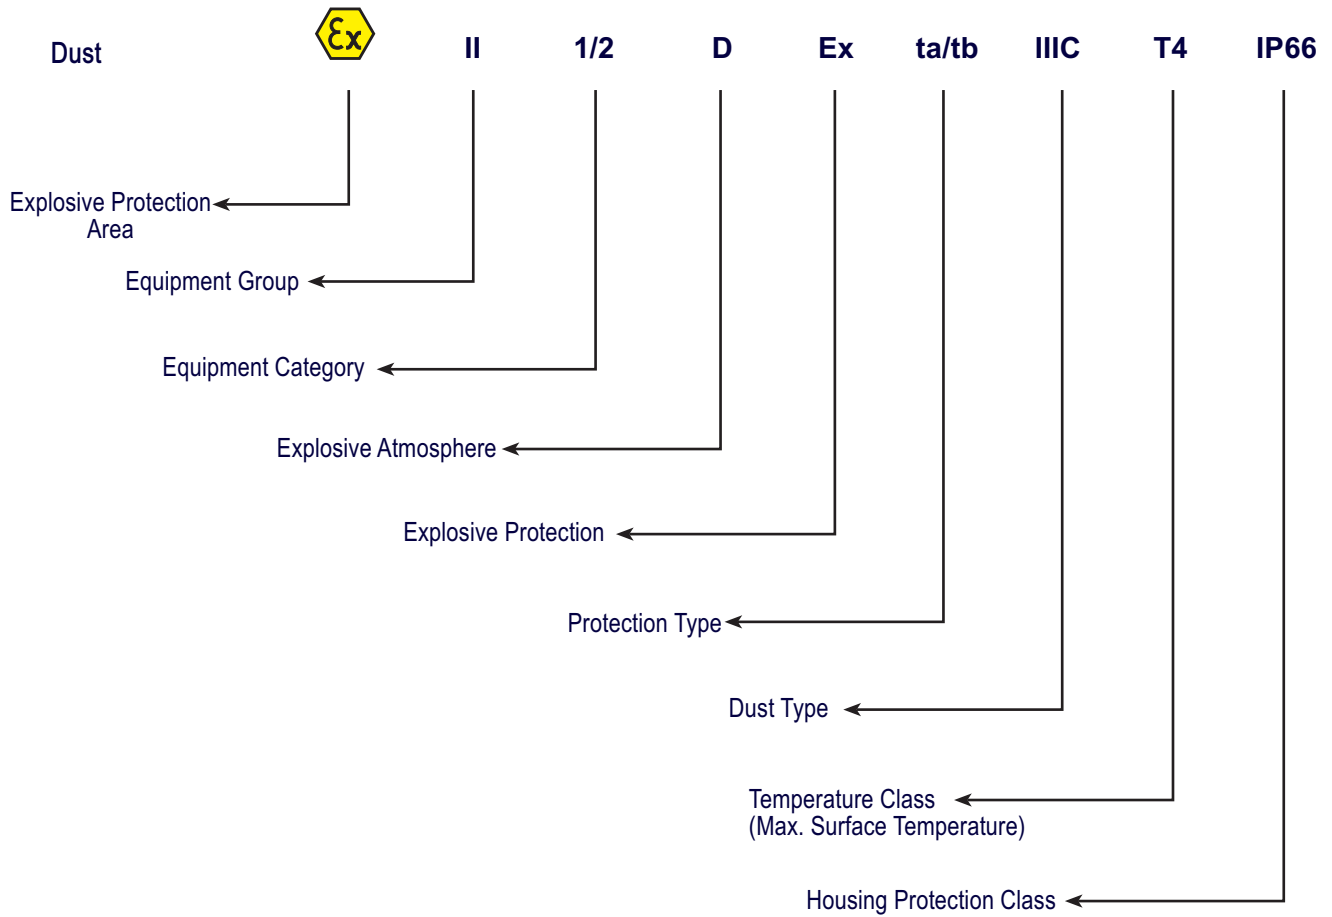 Dust Ex II 1/2 D Ex ta/tb IIIC T4 IP66
Explosive Protection
Area
Equipment Group
Equipment Category
Explosive Atmosphere
Explosive Protection
Protection Type
Dust Type
Temperature Class
(Max. Surface Temperature)
Housing Protection Class